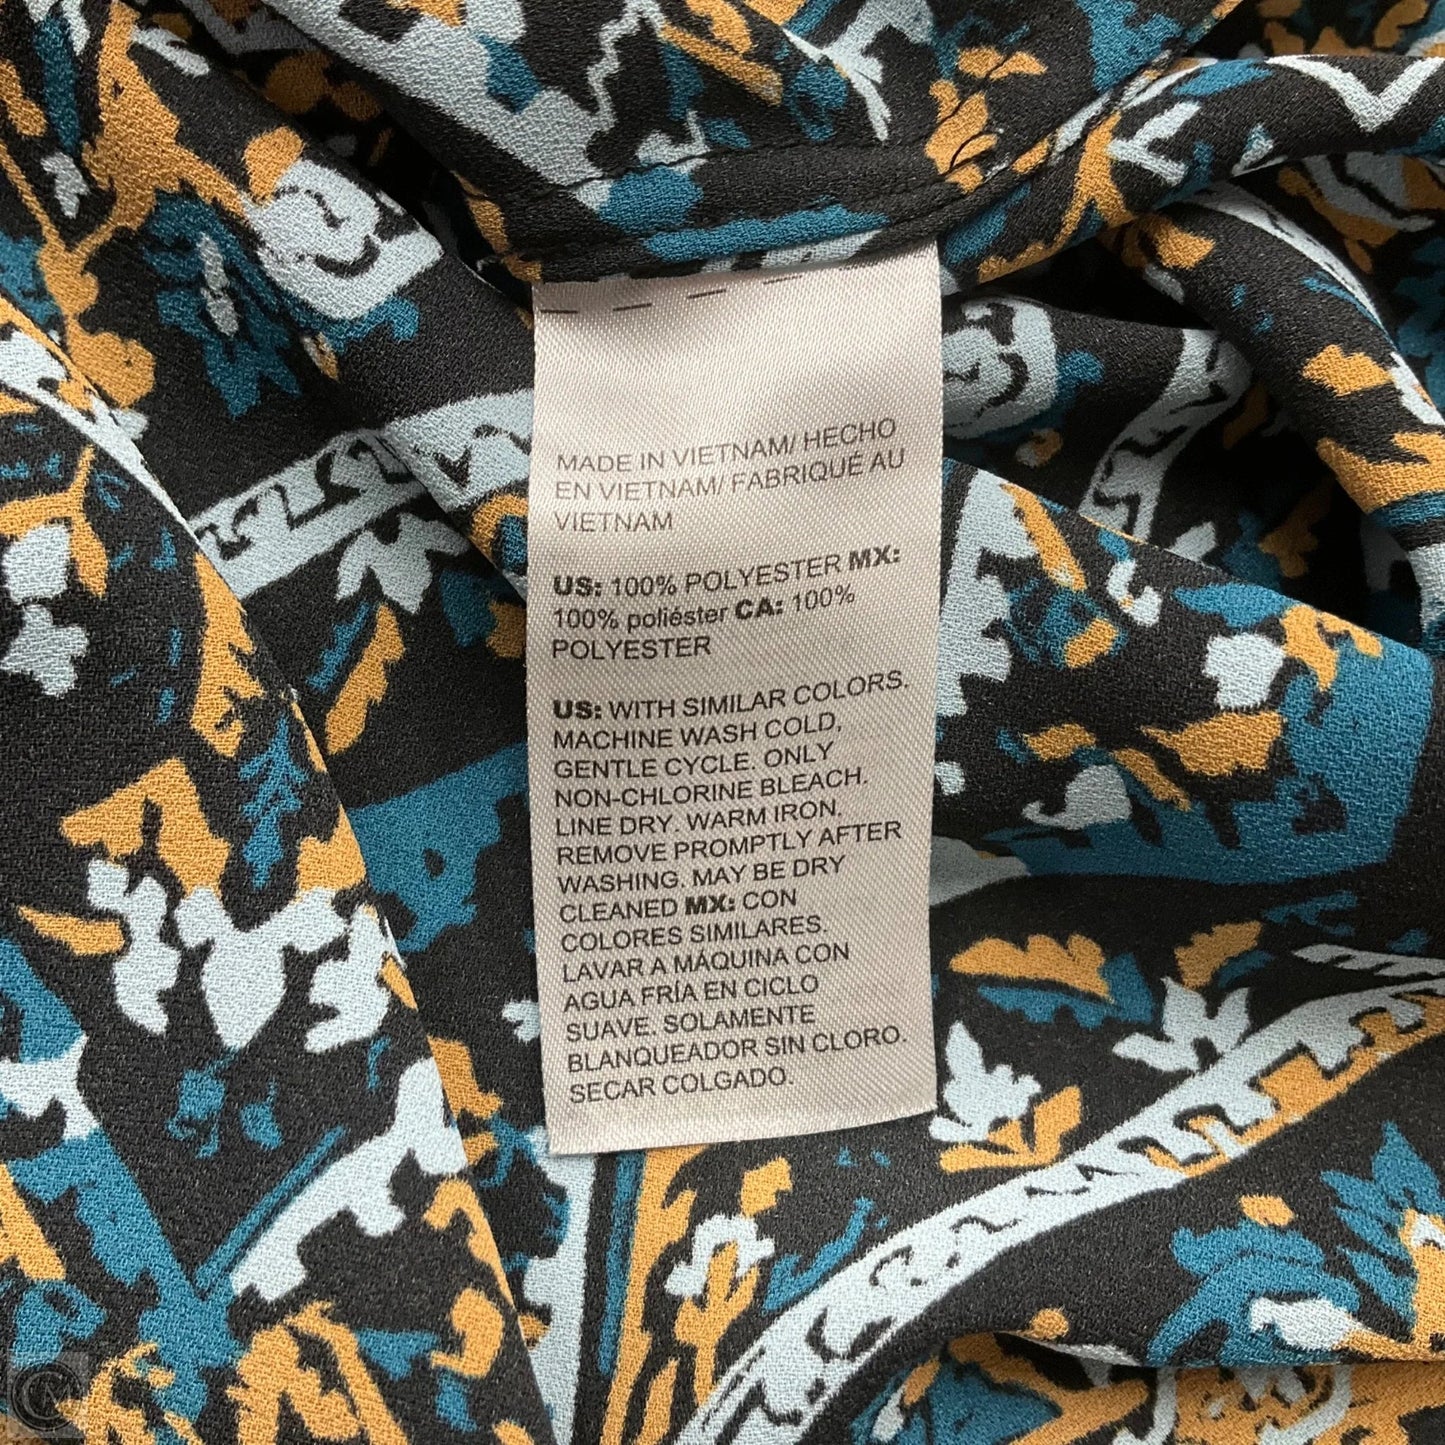 MADE IN VIETNAM/ HECHO
EN VIETNAM/ FABRIQUÉ AU
VIETNAM
US: 100% POLYESTER MX:
100% poliéster CA: 100%
POLYESTER
US: WITH SIMILAR COLORS.
MACHINE WASH COLD,
GENTLE CYCLE. ONLY
NON-CHLORINE BLEACH.
LINE DRY. WARM IRON.
REMOVE PROMPTLY AFTER
WASHING. MAY BE DRY
CLEANED MX: CON
COLORES SIMILARES.
LAVAR A MÁQUINA CON
AGUA FRÍA EN CICLO
SUAVE. SOLAMENTE
BLANQUEADOR SIN CLORO.
SECAR COLGADO.